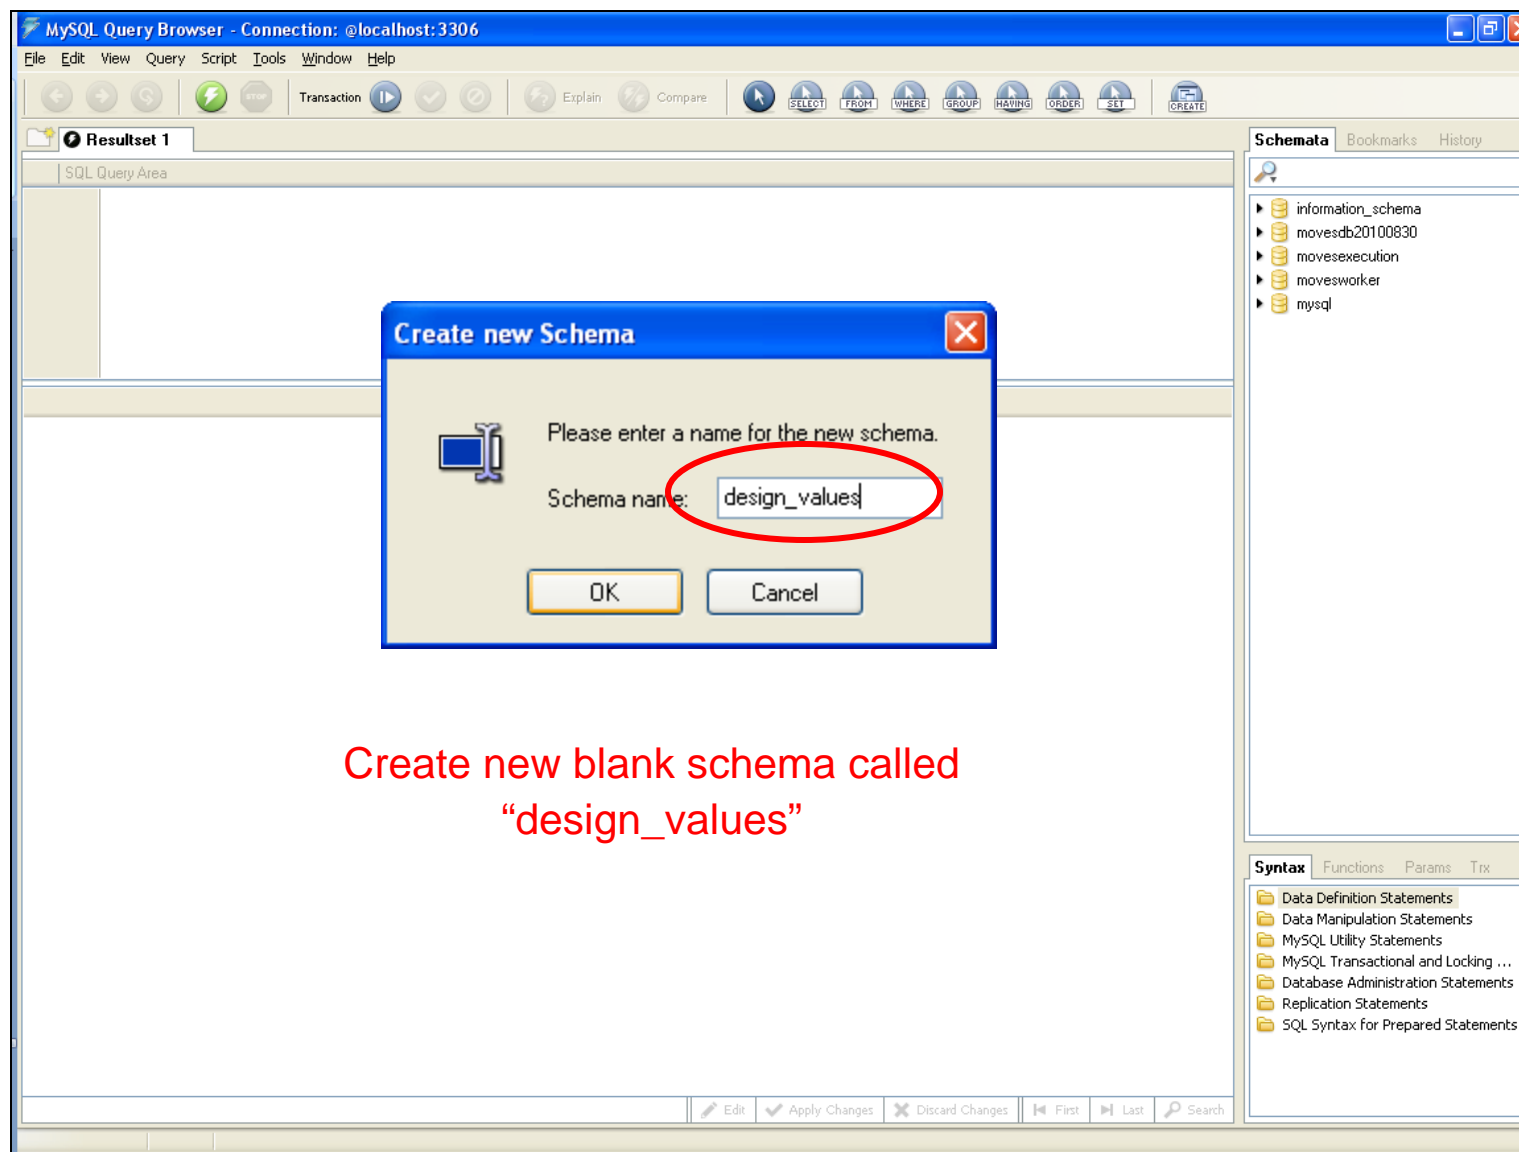 MySQL Query Browser - Connection: @localhost:3306
File Edit View Query Script Tools Window Help
STOP Transaction Explain Compare SELECT FROM WHERE GROUP HAVING ORDER SET CREATE
Resultset 1
SQL Query Area
Schemata Bookmarks History
information_schema
movesdb20100830
movesexecution
movesworker
mysql
Create new Schema
Please enter a name for the new schema.
Schema name: design_values
OK Cancel
Create new blank schema called
“design_values”
Syntax Functions Params Trx
Data Definition Statements
Data Manipulation Statements
MySQL Utility Statements
MySQL Transactional and Locking ...
Database Administration Statements
Replication Statements
SQL Syntax for Prepared Statements
Edit Apply Changes Discard Changes First Last Search